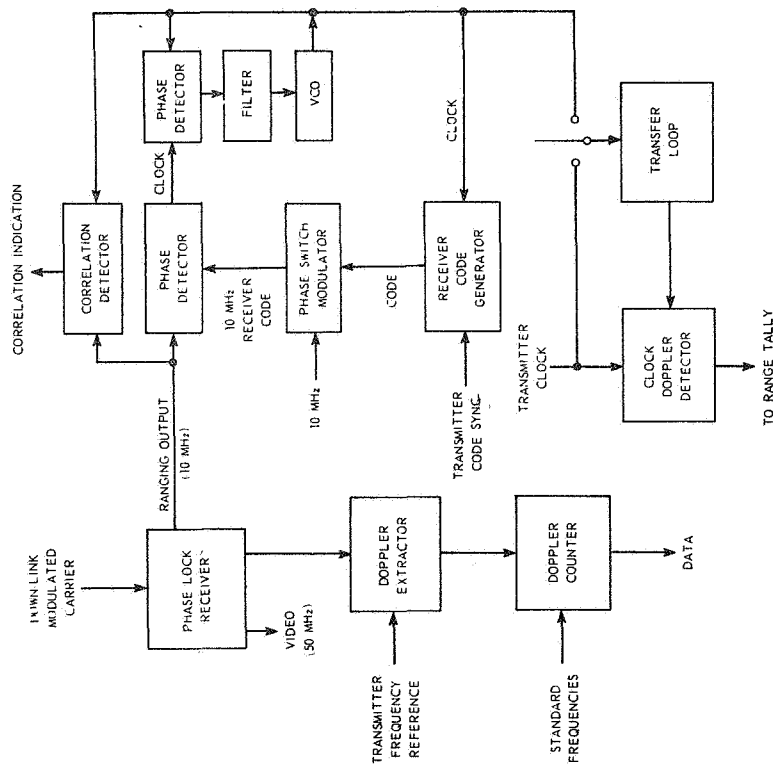 DOWN-LINK
MODULATED
CARRIER
PHASE LOCK
RECEIVER
VIDEO
(50 MHz)
RANGING OUTPUT
(10 MHz)
TRANSMITTER
FREQUENCY
REFERENCE
DOPPLER
EXTRACTOR
STANDARD
FREQUENCIES
DOPPLER
COUNTER
DATA
CORRELATION INDICATION
CORRELATION
DETECTOR
PHASE
DETECTOR
CLOCK
PHASE
DETECTOR
FILTER
VCO
10 MHz
RECEIVER
CODE
10 MHz
PHASE SWITCH
MODULATOR
CODE
CLOCK
TRANSMITTER
CODE SYNC
RECEIVER
CODE
GENERATOR
TRANSMITTER
CLOCK
CLOCK
DOPPLER
DETECTOR
TRANSFER
LOOP
TO RANGE TALLY